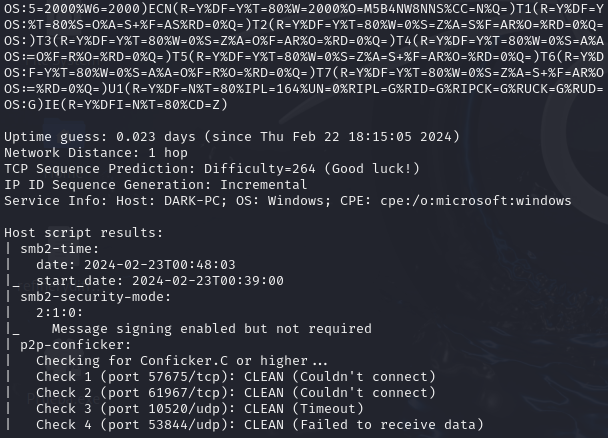 OS:5=2000%W6=2000)ECN(R=Y%DF=Y%T=80%W=2000%O=M5B4NW8NNS%CC=N%Q=)T1(R=Y%DF=Y
OS:%T=80%S=O%A=S+%F=AS%RD=0%Q=)T2(R=Y%DF=Y%T=80%W=0%S=Z%A=S%F=AR%O=%RD=0%Q=
OS:)T3(R=Y%DF=Y%T=80%W=0%S=Z%A=O%F=AR%O=%RD=0%Q=)T4(R=Y%DF=Y%T=80%W=0%S=A%A
OS:=O%F=R%O=%RD=0%Q=)T5(R=Y%DF=Y%T=80%W=0%S=Z%A=S+%F=AR%O=%RD=0%Q=)T6(R=Y%D
OS:F=Y%T=80%W=0%S=A%A=O%F=R%O=%RD=0%Q=)T7(R=Y%DF=Y%T=80%W=0%S=Z%A=S+%F=AR%O
OS:=%RD=0%Q=)U1(R=Y%DF=N%T=80%IPL=164%UN=0%RIPL=G%RID=G%RIPCK=G%RUCK=G%RUD=
OS:G)IE(R=Y%DFI=N%T=80%CD=Z)
Uptime guess: 0.023 days (since Thu Feb 22 18:15:05 2024)
Network Distance: 1 hop
TCP Sequence Prediction: Difficulty=264 (Good luck!)
IP ID Sequence Generation: Incremental
Service Info: Host: DARK-PC; OS: Windows; CPE: cpe:/o:microsoft:windows
Host script results:
| smb2-time:
|   date: 2024-02-23T00:48:03
|_  start_date: 2024-02-23T00:39:00
| smb2-security-mode:
|   2:1:0:
|_    Message signing enabled but not required
| p2p-conficker:
|   Checking for Conficker.C or higher...
|   Check 1 (port 57675/tcp): CLEAN (Couldn't connect)
|   Check 2 (port 61967/tcp): CLEAN (Couldn't connect)
|   Check 3 (port 10520/udp): CLEAN (Timeout)
|   Check 4 (port 53844/udp): CLEAN (Failed to receive data)